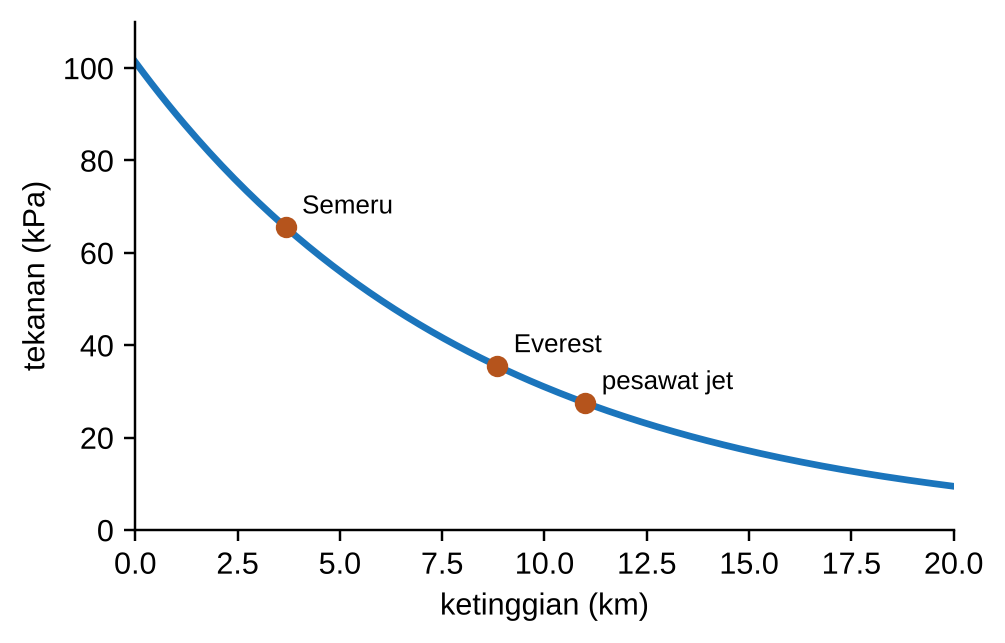 tekanan (kPa)
100
80
60
40
20
0
Semeru
Everest
pesawat jet
0.0 2.5 5.0 7.5 10.0 12.5 15.0 17.5 20.0
ketinggian (km)